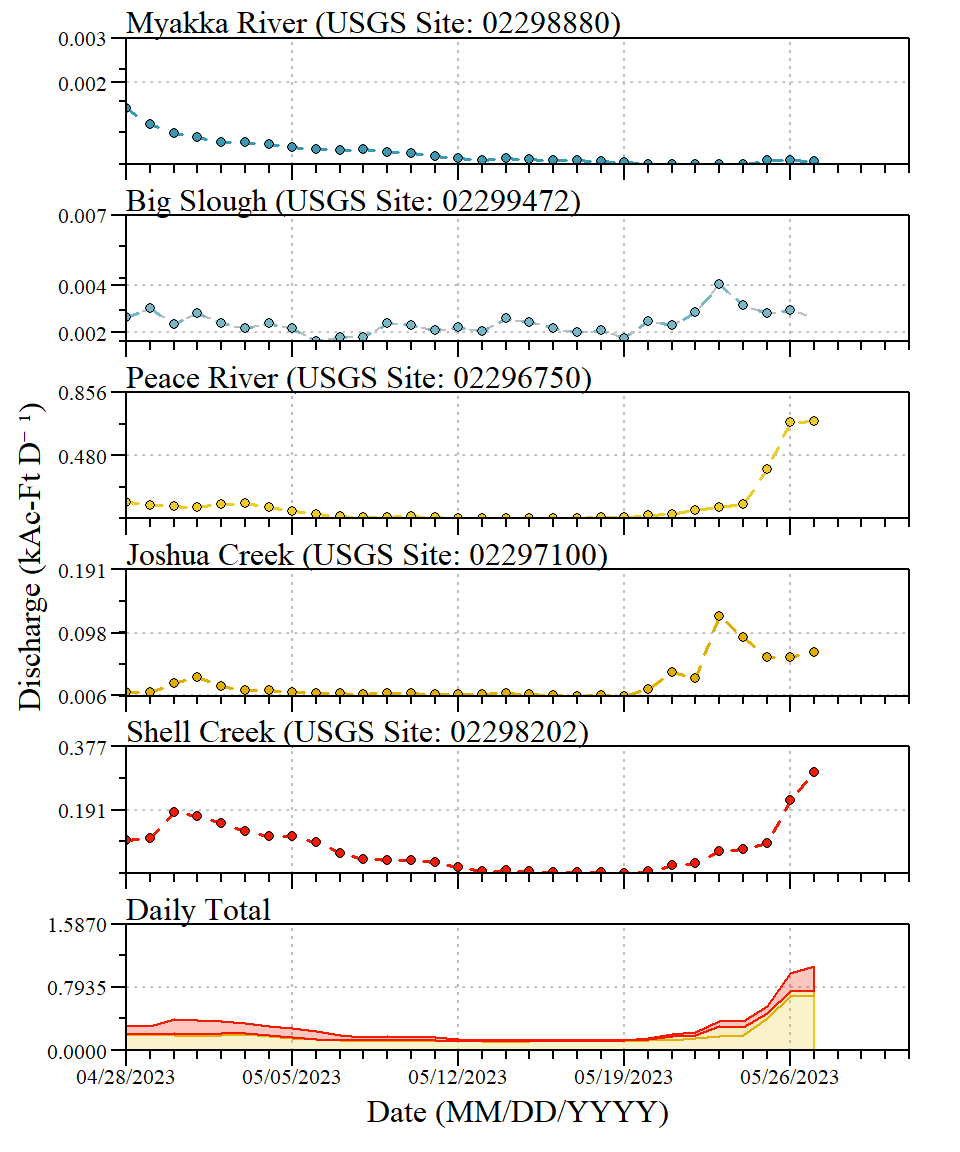 Myakka River (USGS Site: 02298880)
0.003
0.002
Big Slough (USGS Site: 02299472)
0.007
0.004
0.002
Peace River (USGS Site: 02296750)
0.856
0.480
Joshua Creek (USGS Site: 02297100)
0.191
0.098
0.006
Shell Creek (USGS Site: 02298202)
0.377
0.191
Daily Total
1.5870
0.7935
0.0000
04/28/2023 05/05/2023 05/12/2023 05/19/2023 05/26/2023
Date (MM/DD/YYYY)
Discharge (kAc-Ft D⁻¹)